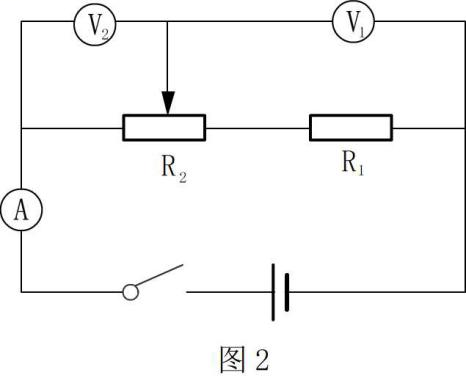 V₂
V₁
R₂
R₁
A
图2